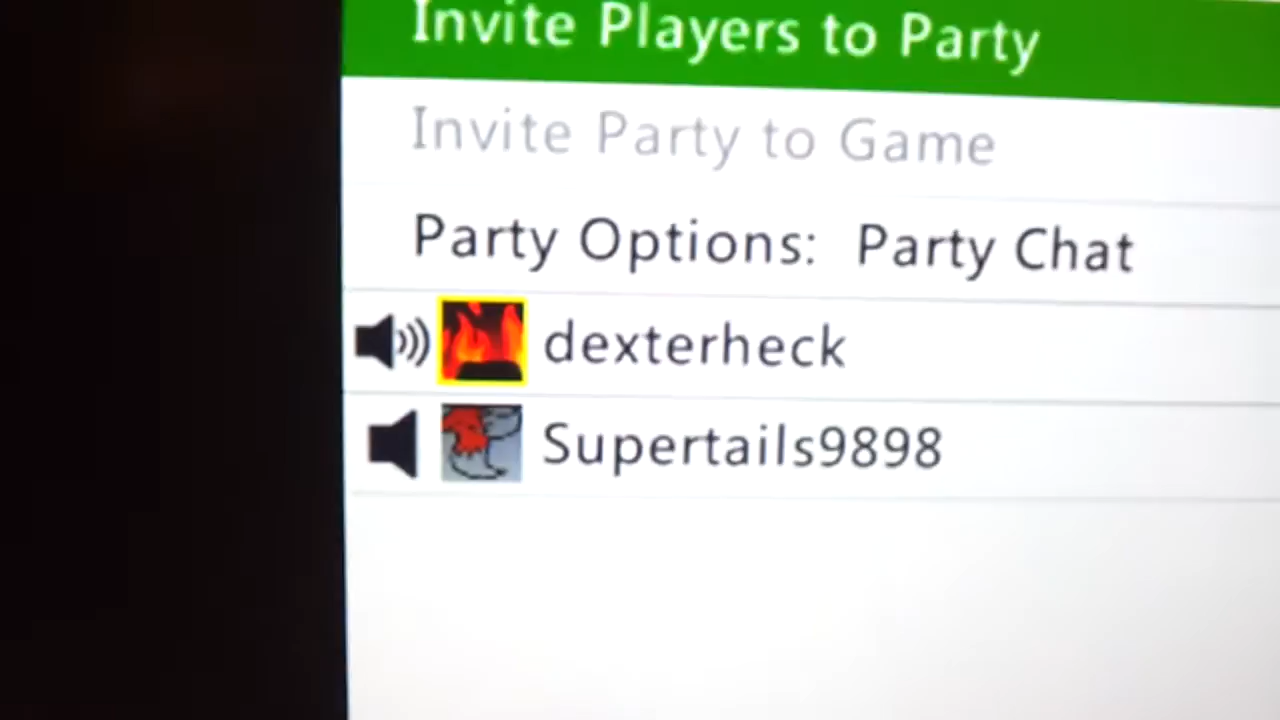 Invite Players to Party
Invite Party to Game
Party Options: Party Chat
dexterheck
Supertails9898